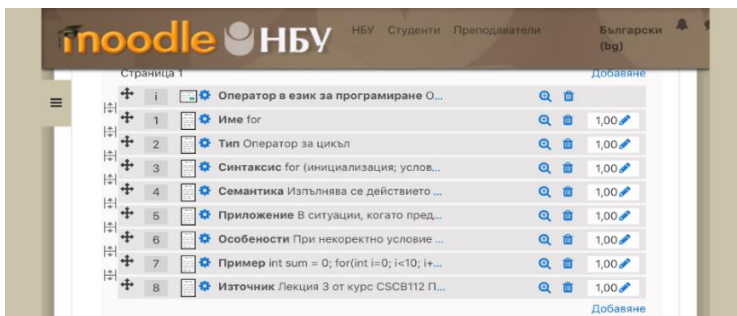 moodle НБУ
НБУ Студенти Преподаватели Български (bg)
Страница 1 Добавяне
i Оператор в език за програмиране О...
1 Име for 1,00
2 Тип Оператор за цикъл 1,00
3 Синтаксис for (инициализация; услов... 1,00
4 Семантика Изпълнява се действието ... 1,00
5 Приложение В ситуации, когато пред... 1,00
6 Особености При некоректно условие ... 1,00
7 Пример int sum = 0; for(int i=0; i<10; i+... 1,00
8 Източник Лекция 3 от курс CSCB112 П... 1,00
Добавяне